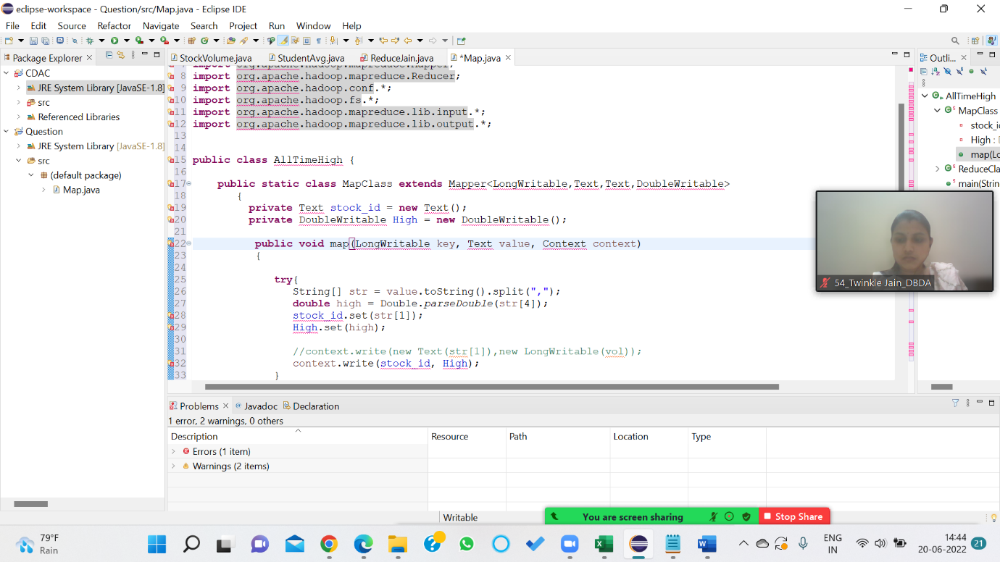 eclipse-workspace - Question/src/Map.java - Eclipse IDE
File Edit Source Refactor Navigate Search Project Run Window Help
Package Explorer
StockVolume.java StudentAvg.java ReduceJain.java *Map.java
Outli...
CDAC
JRE System Library [JavaSE-1.8]
src
Referenced Libraries
Question
JRE System Library [JavaSE-1.8]
src
(default package)
Map.java
import org.apache.hadoop.mapreduce.Mapper;
8 import org.apache.hadoop.mapreduce.Reducer;
9 import org.apache.hadoop.conf.*;
10 import org.apache.hadoop.fs.*;
11 import org.apache.hadoop.mapreduce.lib.input.*;
12 import org.apache.hadoop.mapreduce.lib.output.*;
13
14
15 public class AllTimeHigh {
16
17 public static class MapClass extends Mapper<LongWritable,Text,Text,DoubleWritable>
18 {
19 private Text stock_id = new Text();
20 private DoubleWritable High = new DoubleWritable();
21
22 public void map(LongWritable key, Text value, Context context)
23 {
24
25 try{
26 String[] str = value.toString().split(",");
27 double high = Double.parseDouble(str[4]);
28 stock_id.set(str[1]);
29 High.set(high);
30
31 //context.write(new Text(str[1]),new LongWritable(vol));
32 context.write(stock_id, High);
33 }
AllTimeHigh
MapClass
stock_i
High :
map(Lo
ReduceCla
main(Strin
54_Twinkle Jain_DBDA
Problems Javadoc Declaration
1 error, 2 warnings, 0 others
Description Resource Path Location Type
Errors (1 item)
Warnings (2 items)
Writable
You are screen sharing Stop Share
79°F
Rain
ENG
IN
14:44
20-06-2022
21